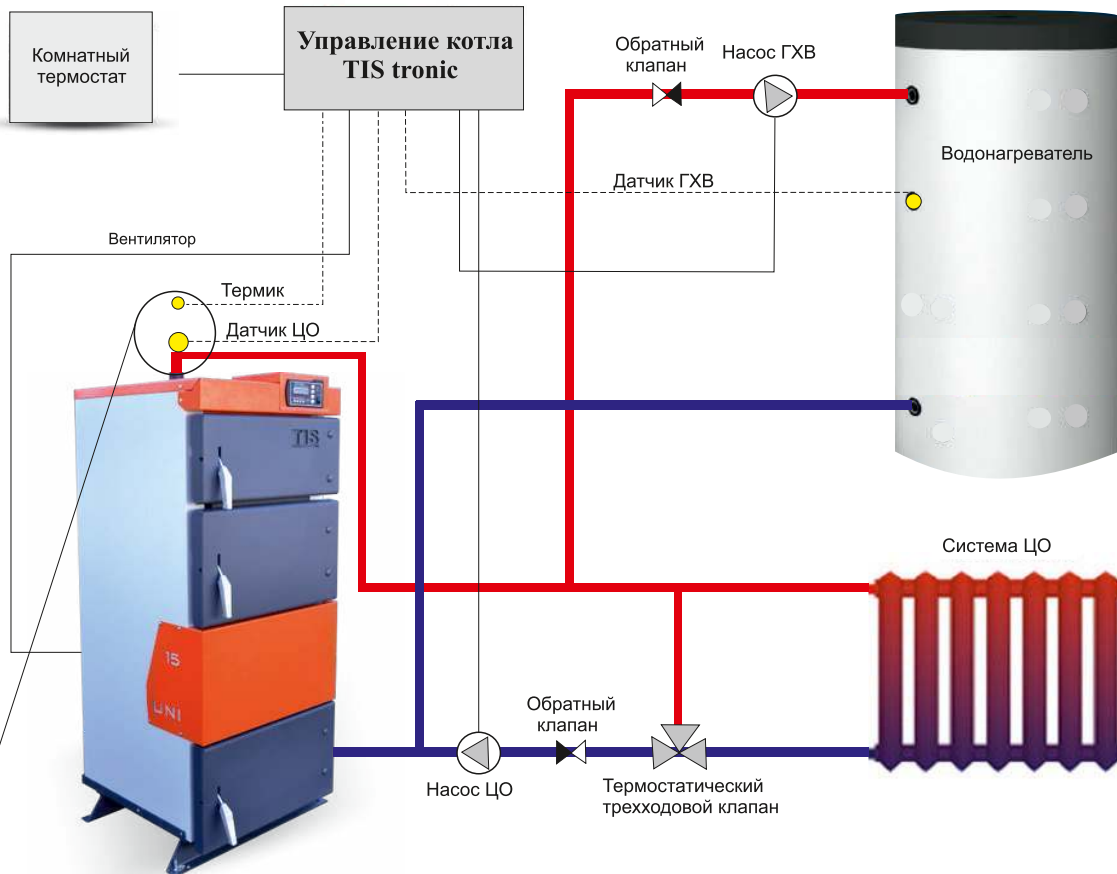 Комнатный
термостат
Управление котла
TIS tronic
Обратный
клапан
Насос ГХВ
Водонагреватель
Датчик ГХВ
Вентилятор
Термик
Датчик ЦО
TIS
Система ЦО
15
UNI
Обратный
клапан
Насос ЦО
Термостатический
трехходовой клапан